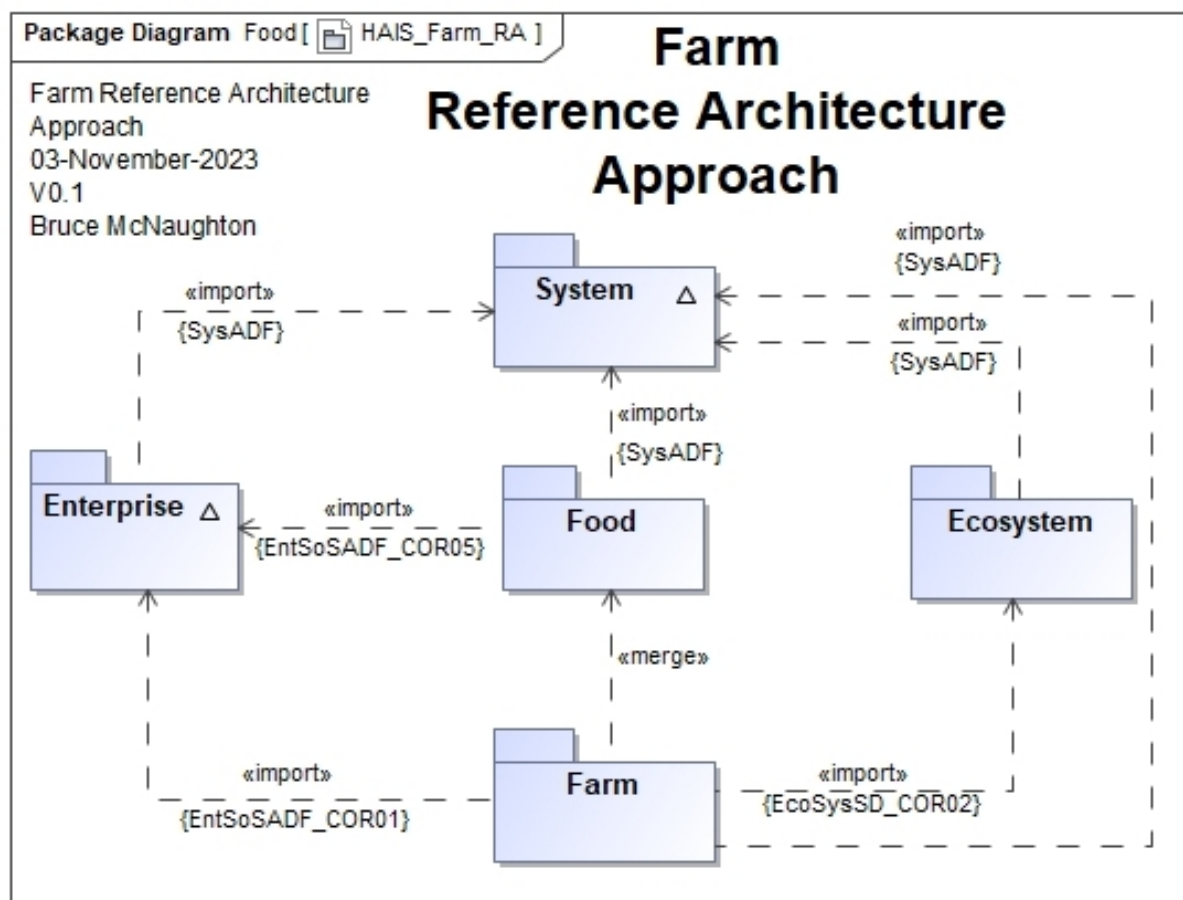 Package Diagram Food [ HAIS_Farm_RA ]
Farm
Reference Architecture
Approach
Farm Reference Architecture
Approach
03-November-2023
V0.1
Bruce McNaughton
«import»
{SysADF}
«import»
{SysADF}
System
«import»
{SysADF}
«import»
{SysADF}
Enterprise
«import»
{EntSoSADF_COR05}
Food
Ecosystem
«merge»
«import»
{EntSoSADF_COR01}
Farm
«import»
{EcoSysSD_COR02}